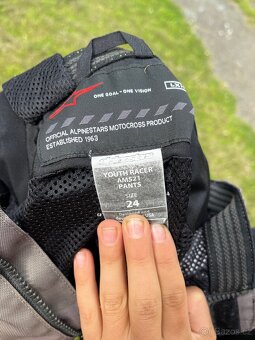 ONE GOAL - ONE VISION
OFFICIAL ALPINESTARS MOTOCROSS PRODUCT
ESTABLISHED 1963
YOUTH RACER
AMS21
PANTS
SIZE
24